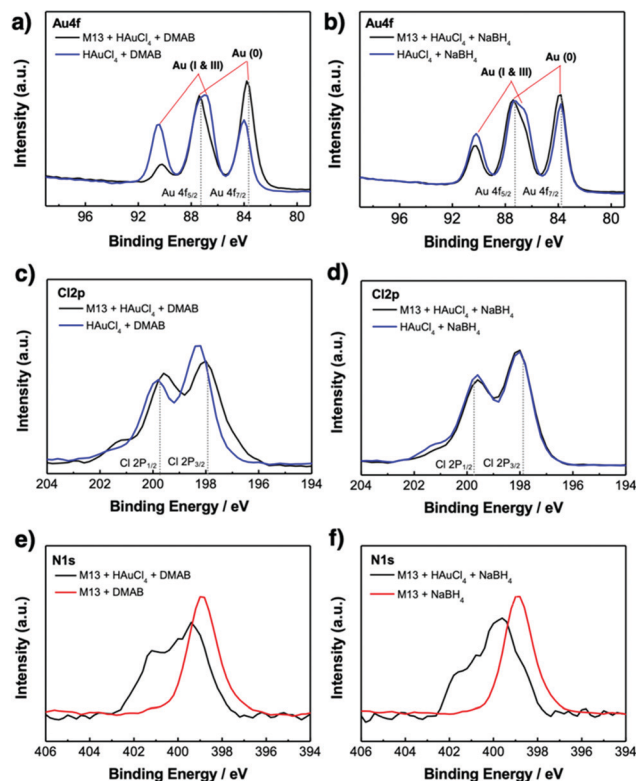 a)
Au4f
M13 + HAuCl₄ + DMAB
HAuCl₄ + DMAB
Au (I & III)
Au (0)
Au 4f₅/₂
Au 4f₇/₂
Intensity (a.u.)
96 92 88 84 80
Binding Energy / eV
b)
Au4f
M13 + HAuCl₄ + NaBH₄
HAuCl₄ + NaBH₄
Au (I & III)
Au (0)
Au 4f₅/₂
Au 4f₇/₂
Intensity (a.u.)
96 92 88 84 80
Binding Energy / eV
c)
Cl2p
M13 + HAuCl₄ + DMAB
HAuCl₄ + DMAB
Cl 2P₁/₂
Cl 2P₃/₂
Intensity (a.u.)
204 202 200 198 196 194
Binding Energy / eV
d)
Cl2p
M13 + HAuCl₄ + NaBH₄
HAuCl₄ + NaBH₄
Cl 2P₁/₂
Cl 2P₃/₂
Intensity (a.u.)
204 202 200 198 196 194
Binding Energy / eV
e)
N1s
M13 + HAuCl₄ + DMAB
M13 + DMAB
Intensity (a.u.)
406 404 402 400 398 396 394
Binding Energy / eV
f)
N1s
M13 + HAuCl₄ + NaBH₄
M13 + NaBH₄
Intensity (a.u.)
406 404 402 400 398 396 394
Binding Energy / eV